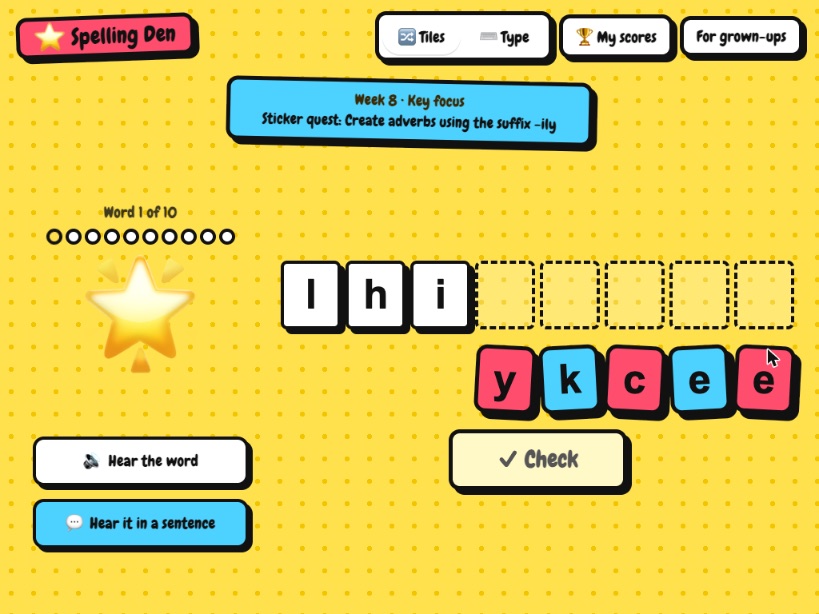 Spelling Den
Tiles
Type
My scores
For grown-ups
Week 8 · Key focus
Sticker quest: Create adverbs using the suffix -ily
Word 1 of 10
l h i
y k c e e
Check
Hear the word
Hear it in a sentence